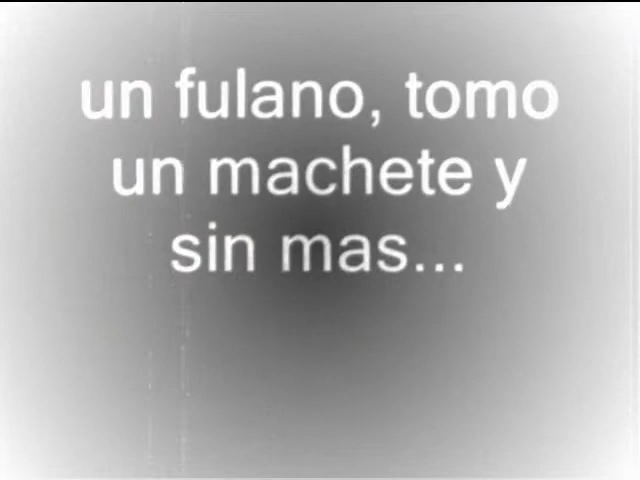 un fulano, tomo
un machete y
sin mas...